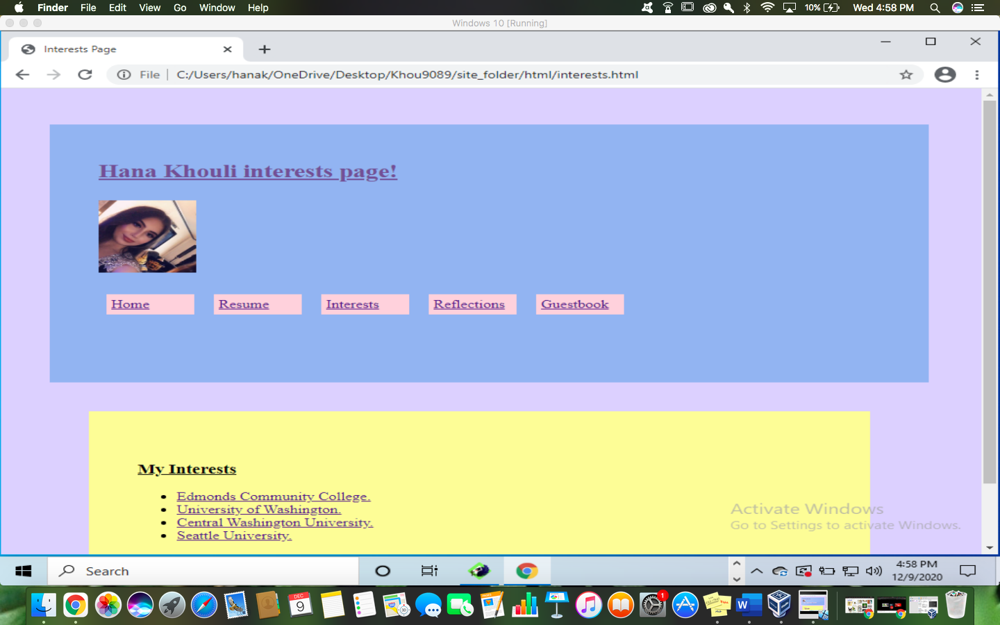 Finder File Edit View Go Window Help 10% Wed 4:58 PM
Windows 10 [Running]
Interests Page
File | C:/Users/hanak/OneDrive/Desktop/Khou9089/site_folder/html/interests.html
Hana Khouli interests page!
Home Resume Interests Reflections Guestbook
My Interests
Edmonds Community College.
University of Washington.
Central Washington University.
Seattle University.
Activate Windows
Go to Settings to activate Windows.
Search
4:58 PM
12/9/2020
DEC
9
1